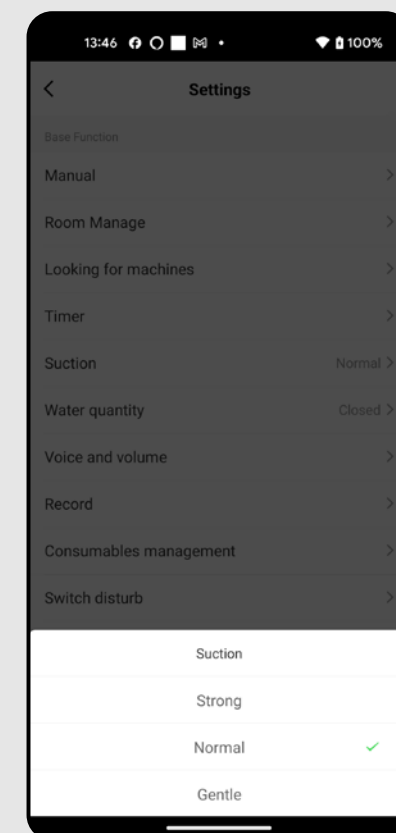 13:46 100%
Settings
Base Function
Manual
Room Manage
Looking for machines
Timer
Suction Normal
Water quantity Closed
Voice and volume
Record
Consumables management
Switch disturb
Suction
Strong
Normal
Gentle